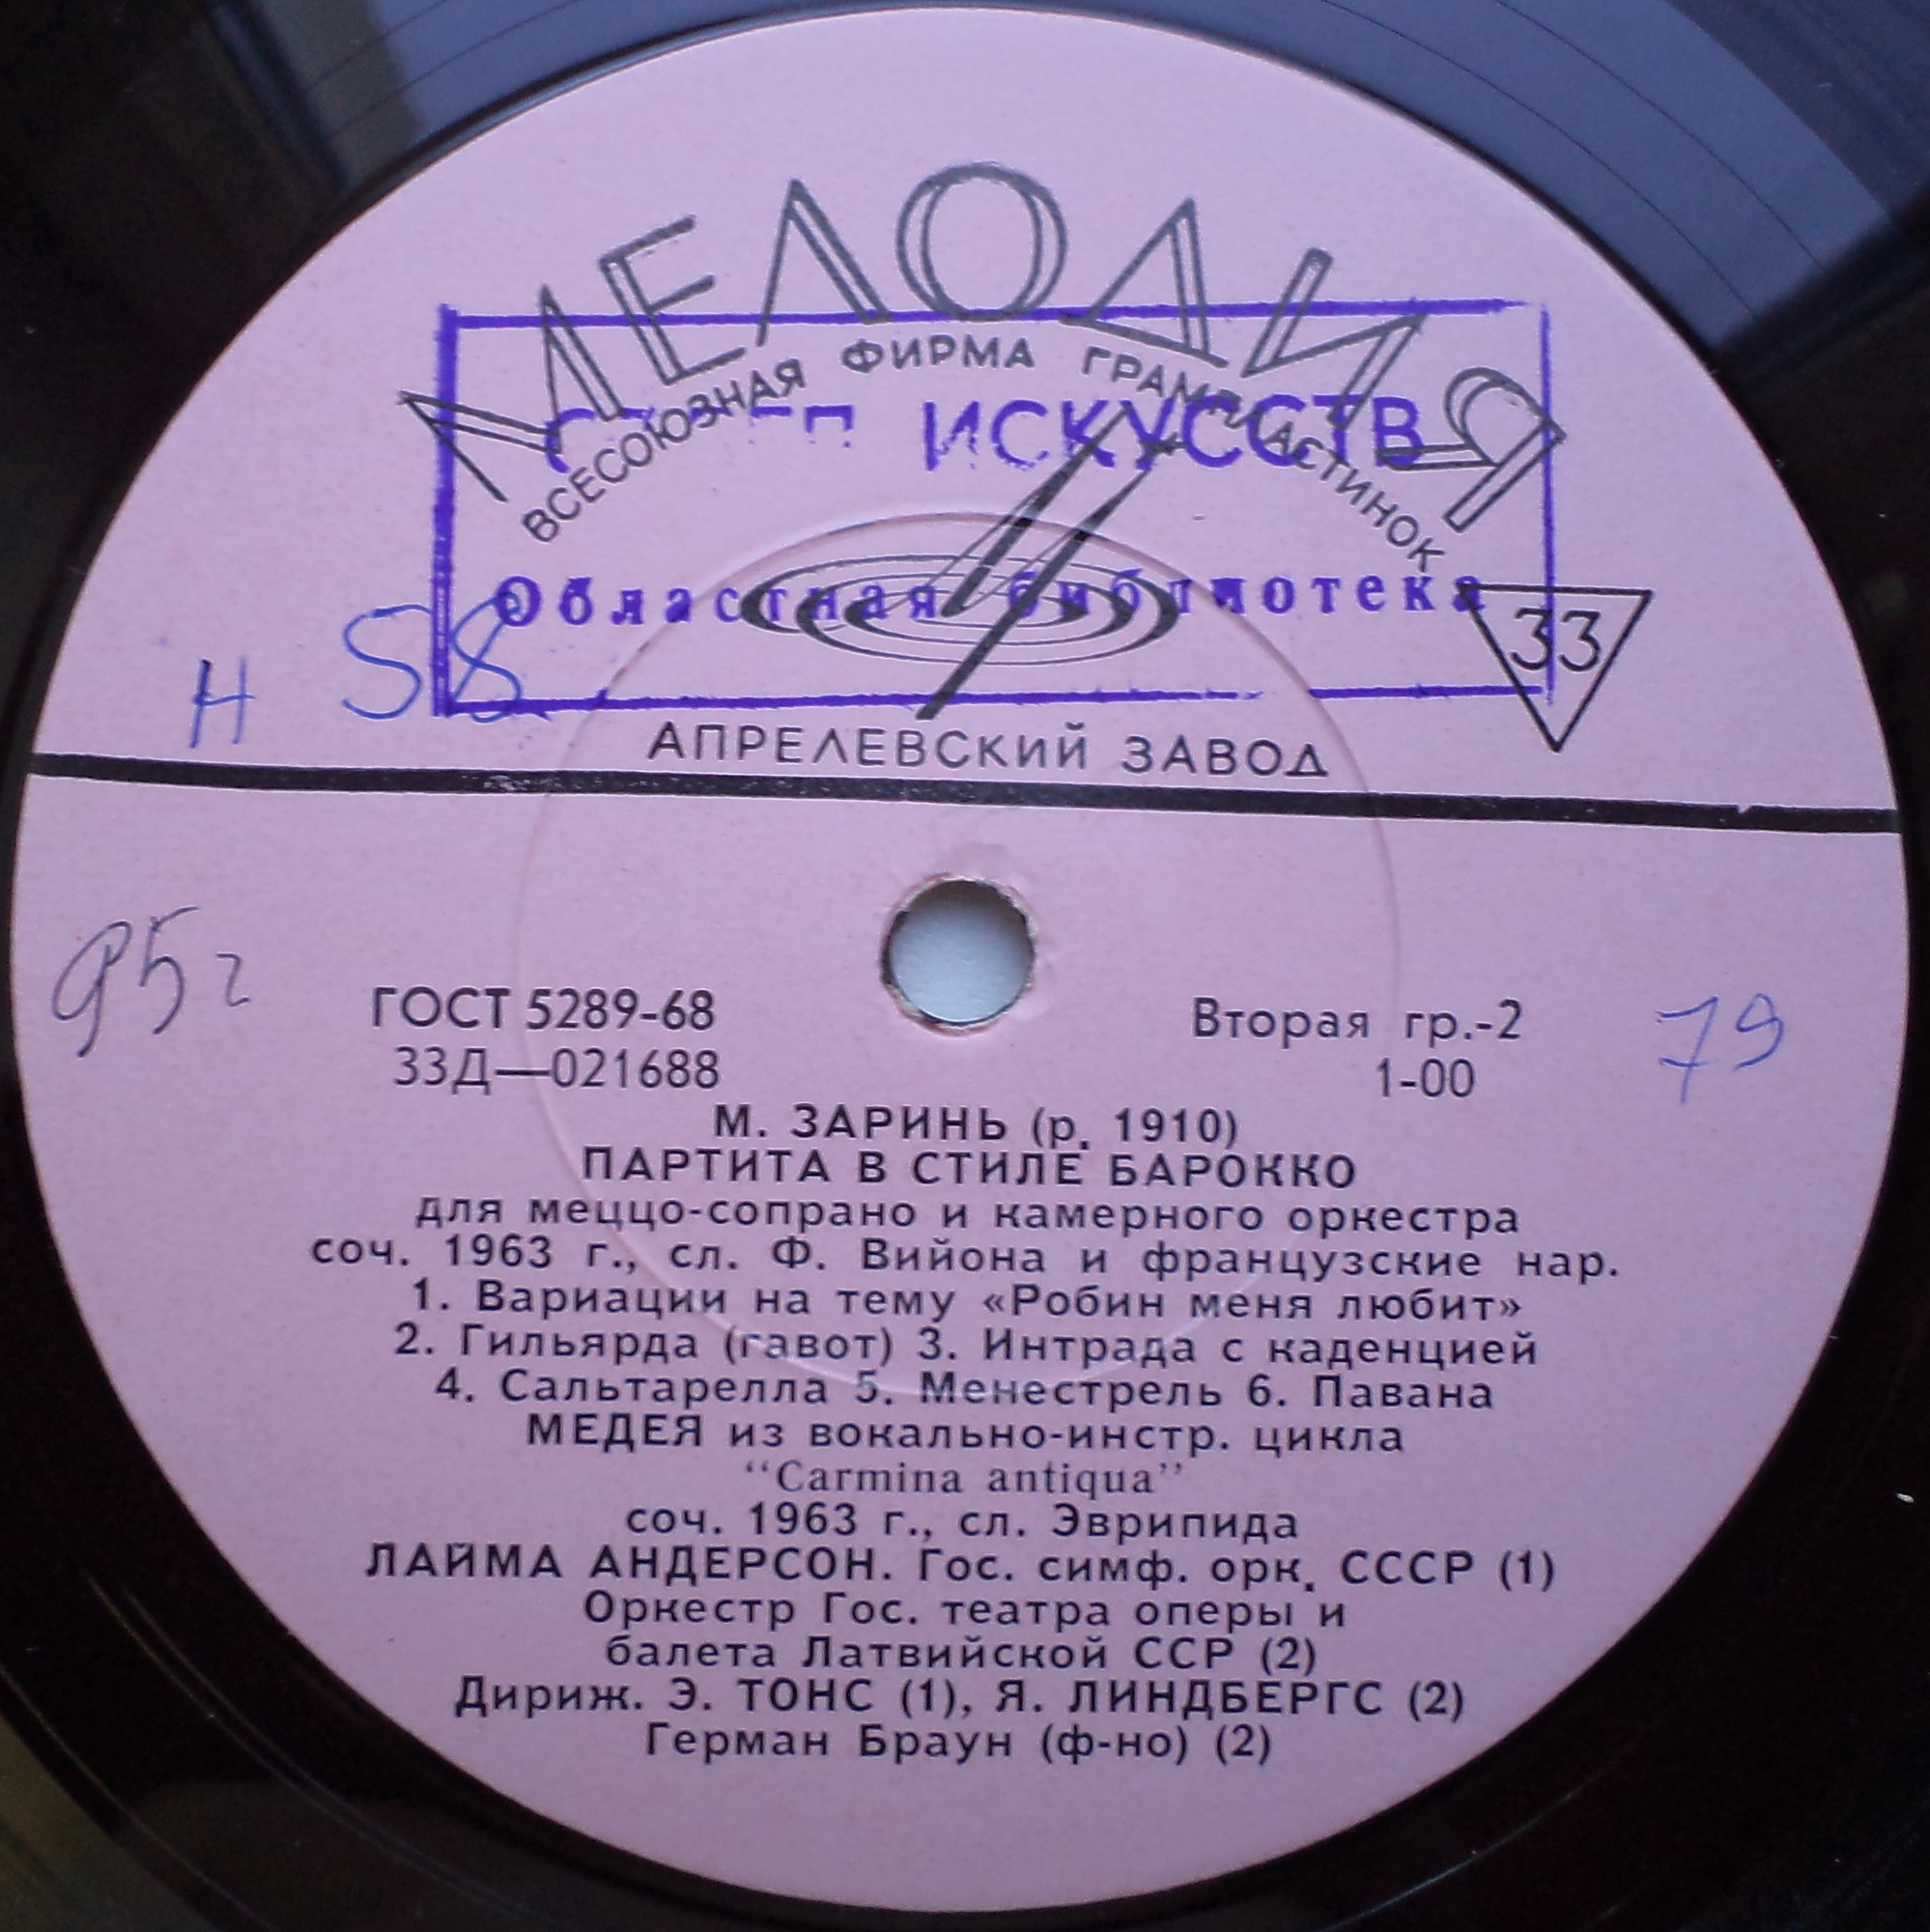 МЕЛОДИЯ
ВСЕСОЮЗНАЯ ФИРМА ГРАМПЛАСТИНОК
ИСКУССТВ
Областная библиотека
33
Н 58
АПРЕЛЕВСКИЙ ЗАВОД
95г
79
ГОСТ 5289-68 Вторая гр.-2
33Д—021688 1-00
М. ЗАРИНЬ (р. 1910)
ПАРТИТА В СТИЛЕ БАРОККО
для меццо-сопрано и камерного оркестра
соч. 1963 г., сл. Ф. Вийона и французские нар.
1. Вариации на тему «Робин меня любит»
2. Гильярда (гавот) 3. Интрада с каденцией
4. Сальтарелла 5. Менестрель 6. Павана
МЕДЕЯ из вокально-инстр. цикла
“Carmina antiqua”
соч. 1963 г., сл. Эврипида
ЛАЙМА АНДЕРСОН. Гос. симф. орк. СССР (1)
Оркестр Гос. театра оперы и
балета Латвийской ССР (2)
Дириж. Э. ТОНС (1), Я. ЛИНДБЕРГС (2)
Герман Браун (ф-но) (2)